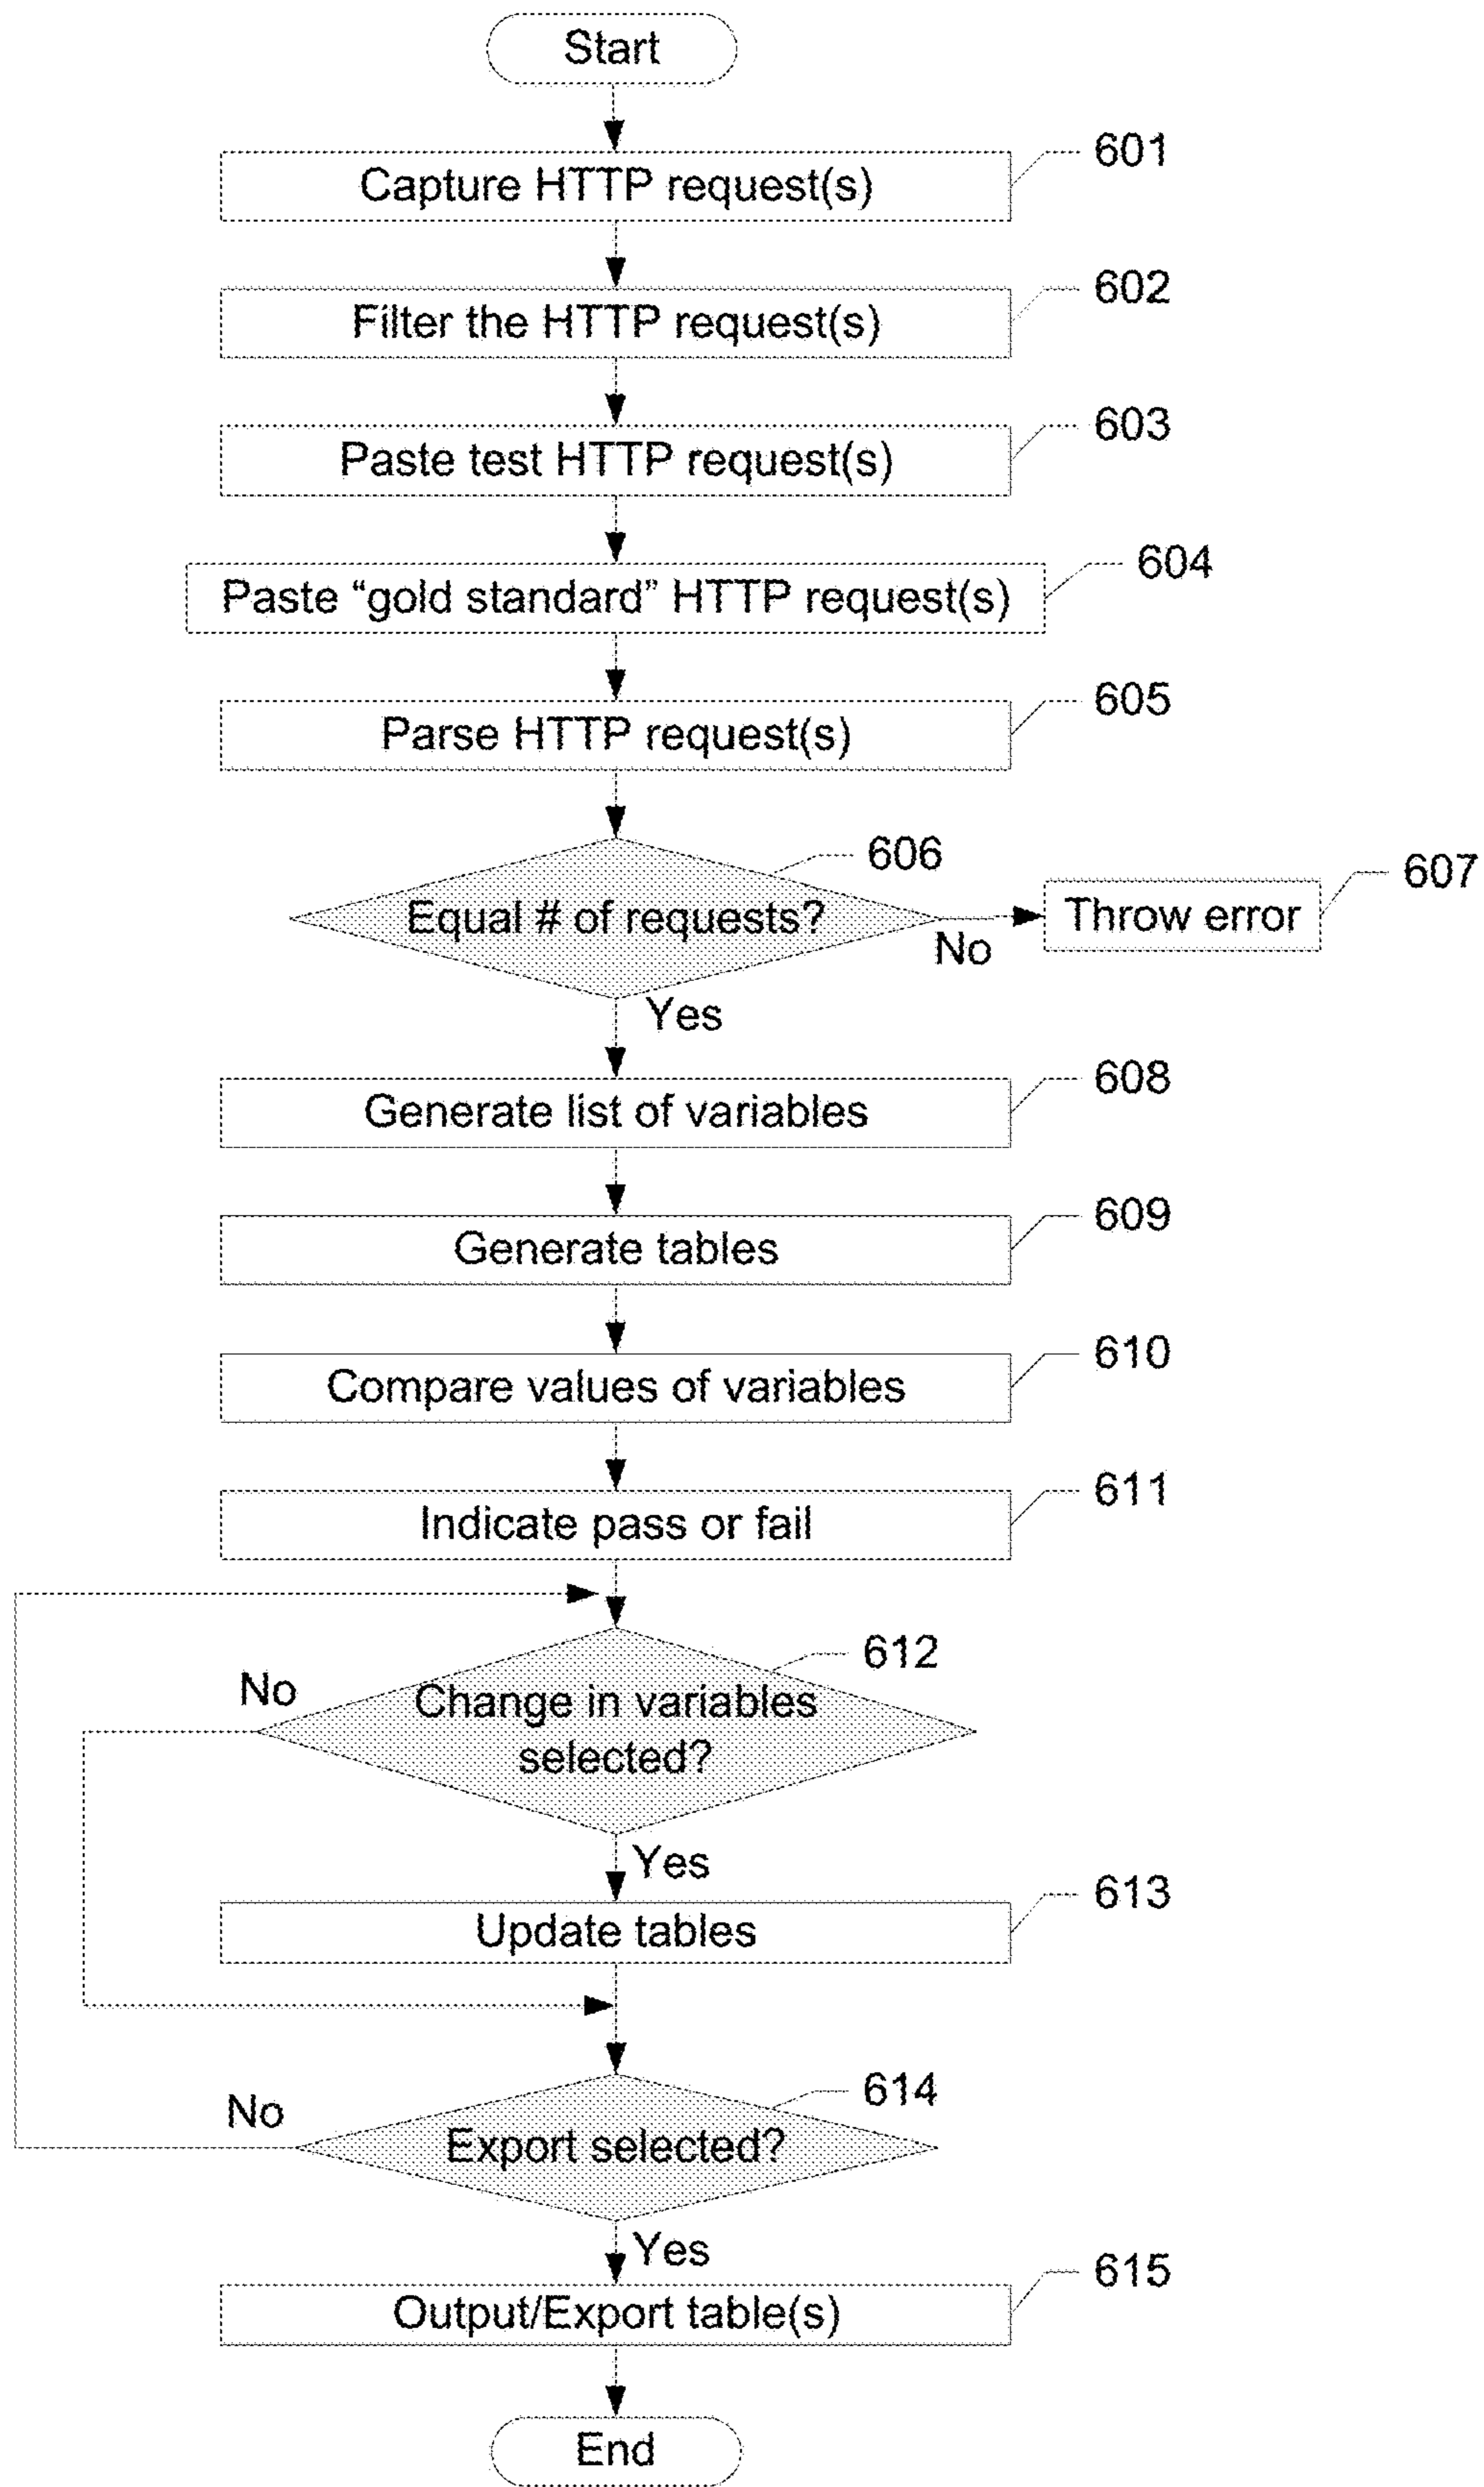 Start
601
Capture HTTP request(s)
602
Filter the HTTP request(s)
603
Paste test HTTP request(s)
604
Paste “gold standard” HTTP request(s)
605
Parse HTTP request(s)
606
607
Equal # of requests?
Throw error
No
Yes
608
Generate list of variables
609
Generate tables
610
Compare values of variables
611
Indicate pass or fail
612
No
Change in variables
selected?
Yes
613
Update tables
614
No
Export selected?
Yes
615
Output/Export table(s)
End